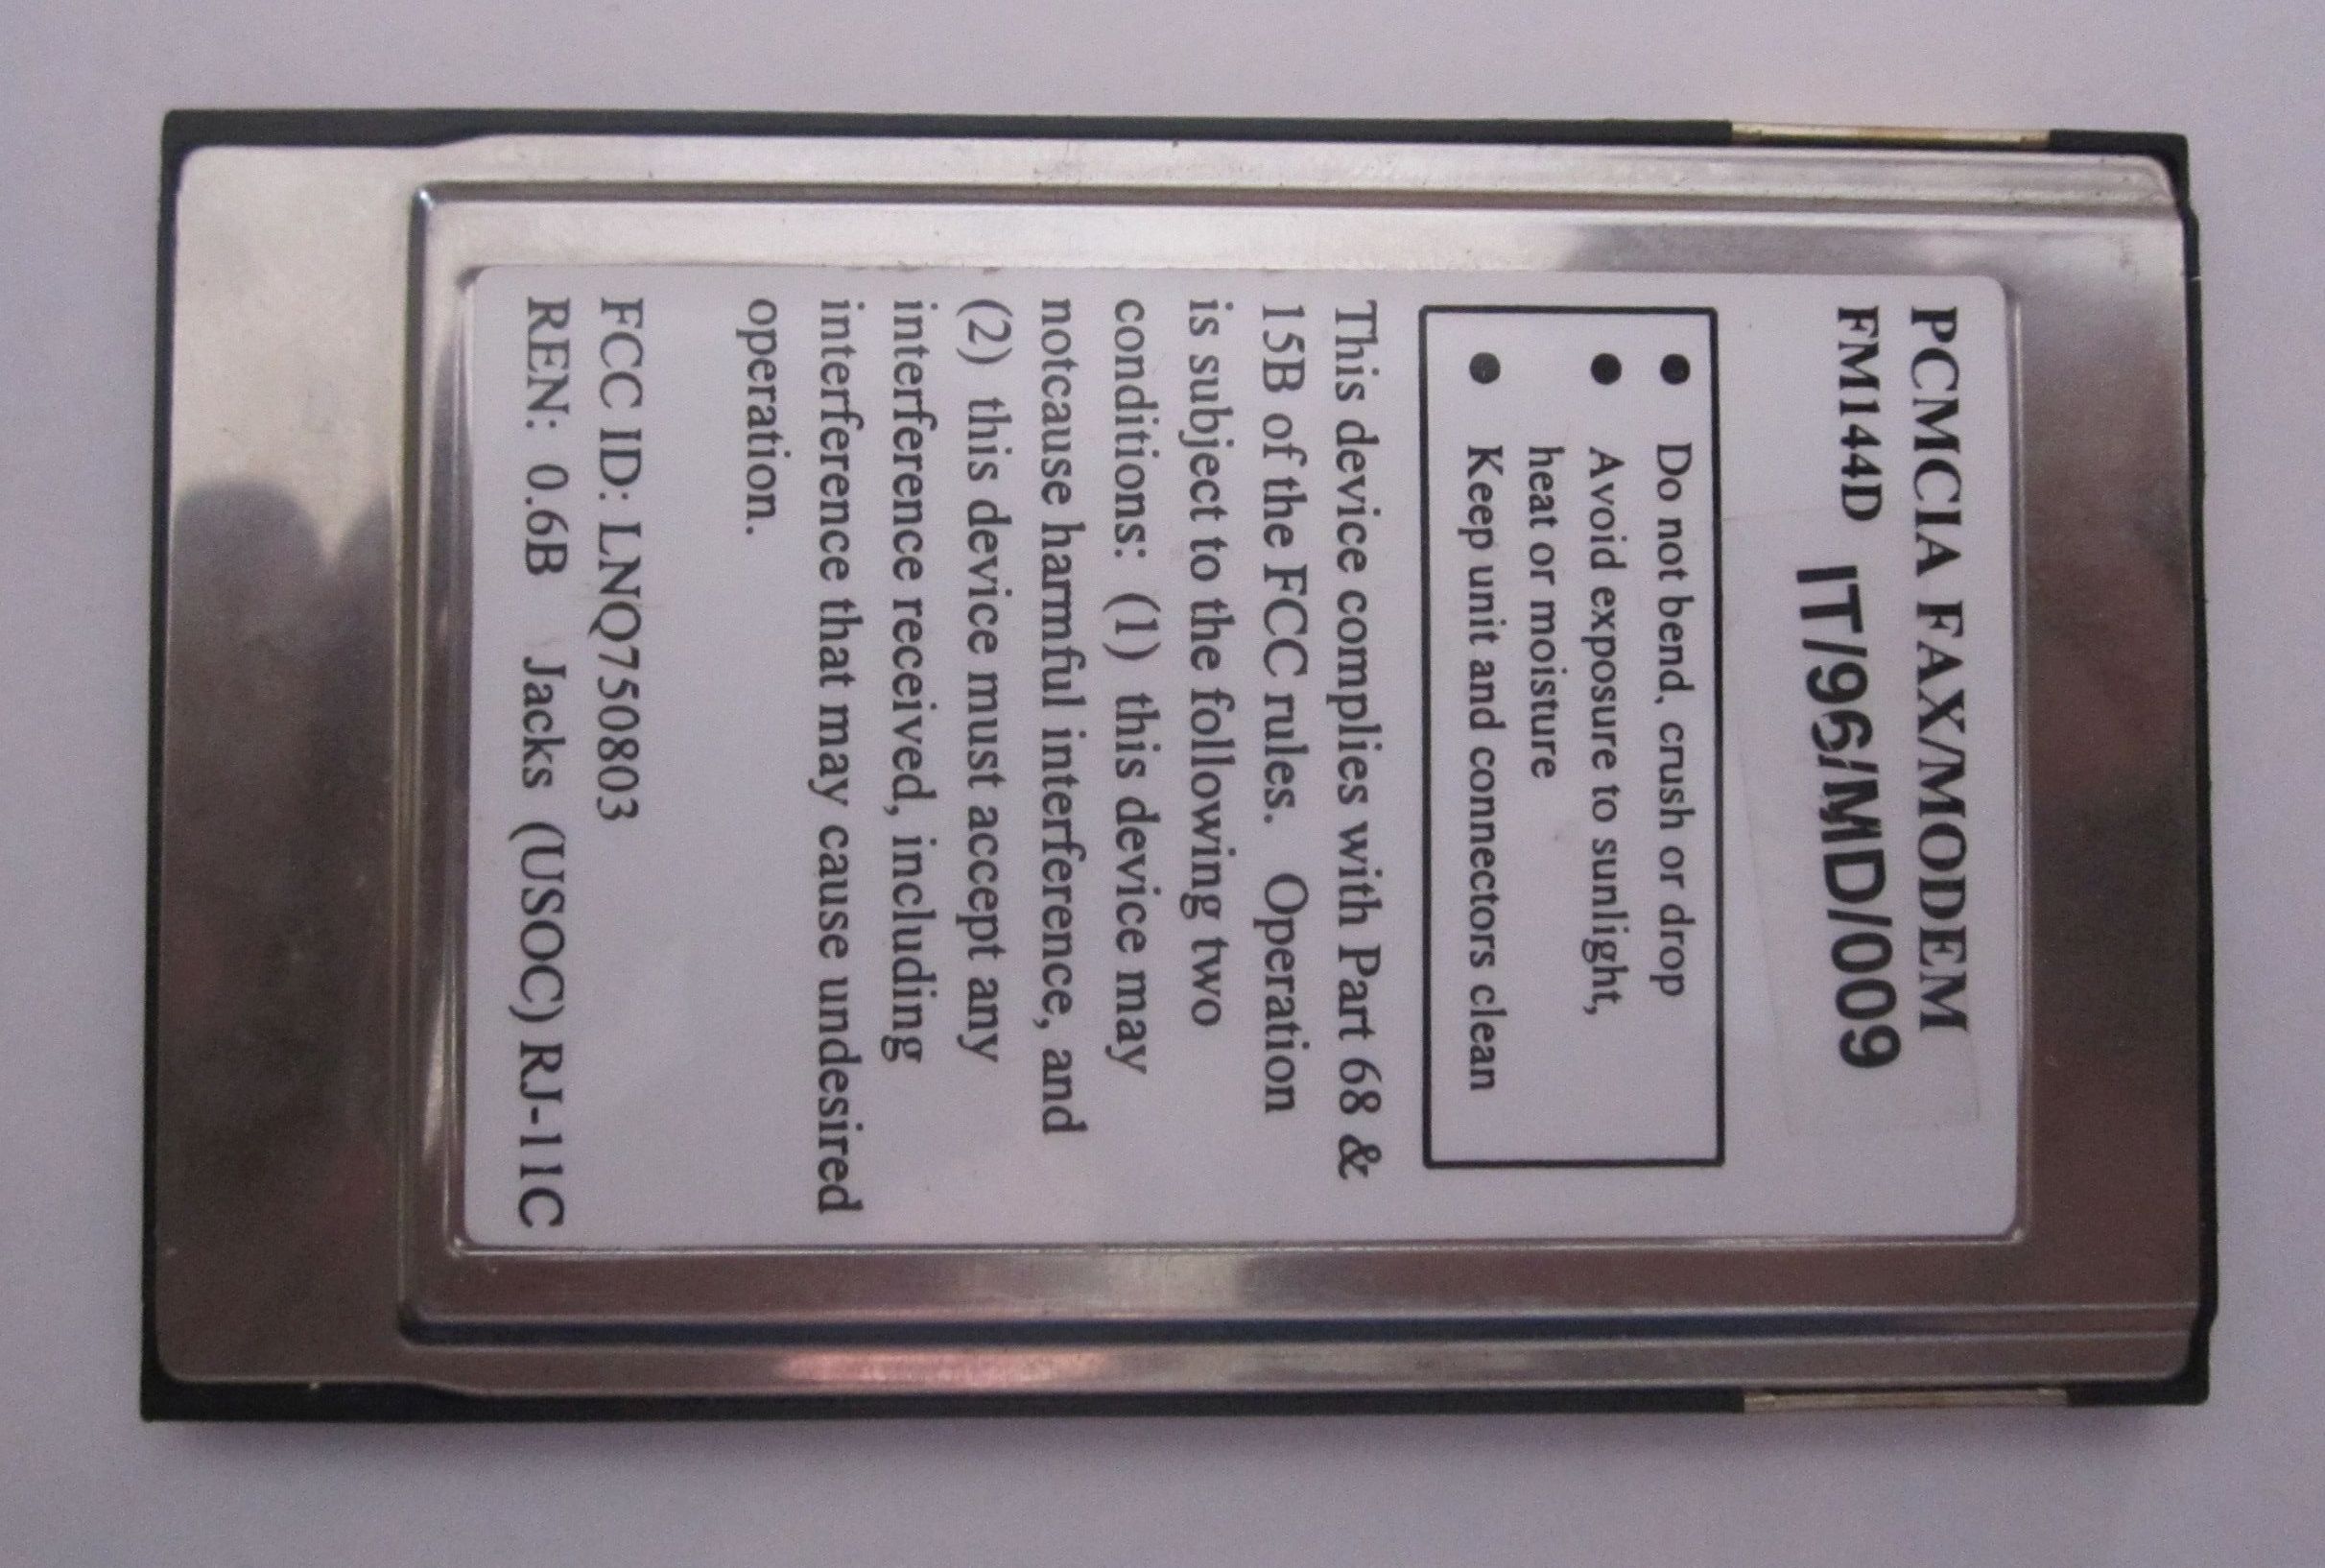 PCMCIA FAX/MODEM
FM144D IT/96/MD/009
● Do not bend, crush or drop
● Avoid exposure to sunlight,
heat or moisture
● Keep unit and connectors clean
This device complies with Part 68 &
15B of the FCC rules. Operation
is subject to the following two
conditions: (1) this device may
notcause harmful interference, and
(2) this device must accept any
interference received, including
interference that may cause undesired
operation.
FCC ID: LNQ750803
REN: 0.6B Jacks (USOC) RJ-11C